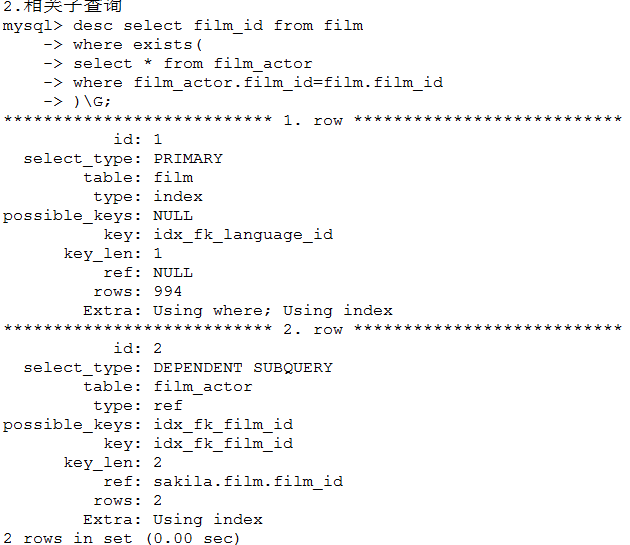 2.相关子查询
mysql> desc select film_id from film
    -> where exists(
    -> select * from film_actor
    -> where film_actor.film_id=film.film_id
    -> )\G;
*************************** 1. row ***************************
           id: 1
  select_type: PRIMARY
        table: film
         type: index
possible_keys: NULL
          key: idx_fk_language_id
      key_len: 1
          ref: NULL
         rows: 994
        Extra: Using where; Using index
*************************** 2. row ***************************
           id: 2
  select_type: DEPENDENT SUBQUERY
        table: film_actor
         type: ref
possible_keys: idx_fk_film_id
          key: idx_fk_film_id
      key_len: 2
          ref: sakila.film.film_id
         rows: 2
        Extra: Using index
2 rows in set (0.00 sec)